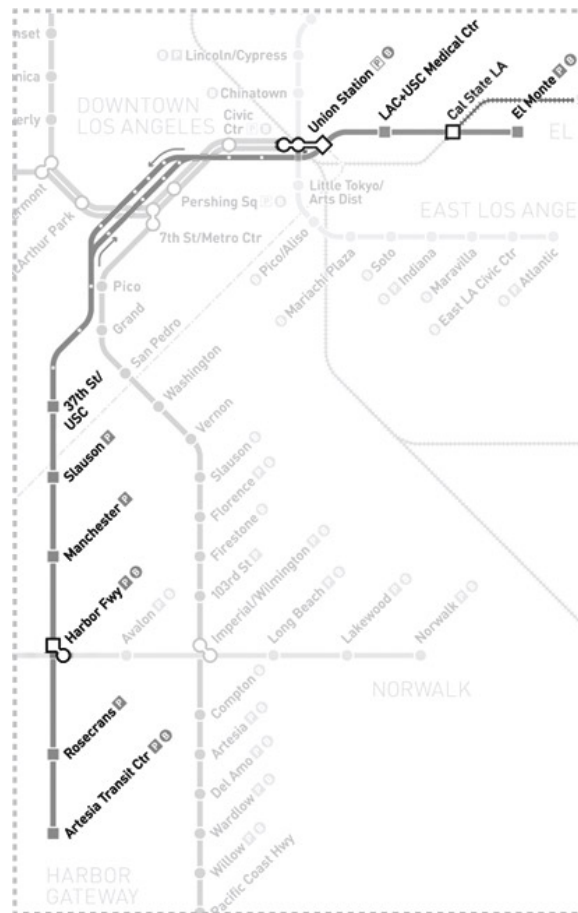 Lincoln/Cypress
Chinatown
DOWNTOWN
LOS ANGELES
Civic
Ctr P
Union Station P
LAC+USC Medical Ctr
Cal State LA
El Monte P
EL
Little Tokyo/
Arts Dist
Pershing Sq P
7th St/Metro Ctr
EAST LOS ANGE
Pico/Aliso
Mariachi Plaza
Soto
P Indiana
Maravilla
East LA Civic Ctr
P Atlantic
Pico
Grand
San Pedro
Washington
Vernon
37th St/
USC
Slauson P
Manchester P
Harbor Fwy P
Rosecrans P
Artesia Transit Ctr P
Slauson
Florence P
Firestone
103rd St P
Imperial/Wilmington P
Avalon P
Long Beach P
Lakewood P
Norwalk P
NORWALK
Compton
Artesia P
Del Amo P
Wardlow P
Willow P
Pacific Coast Hwy
HARBOR
GATEWAY